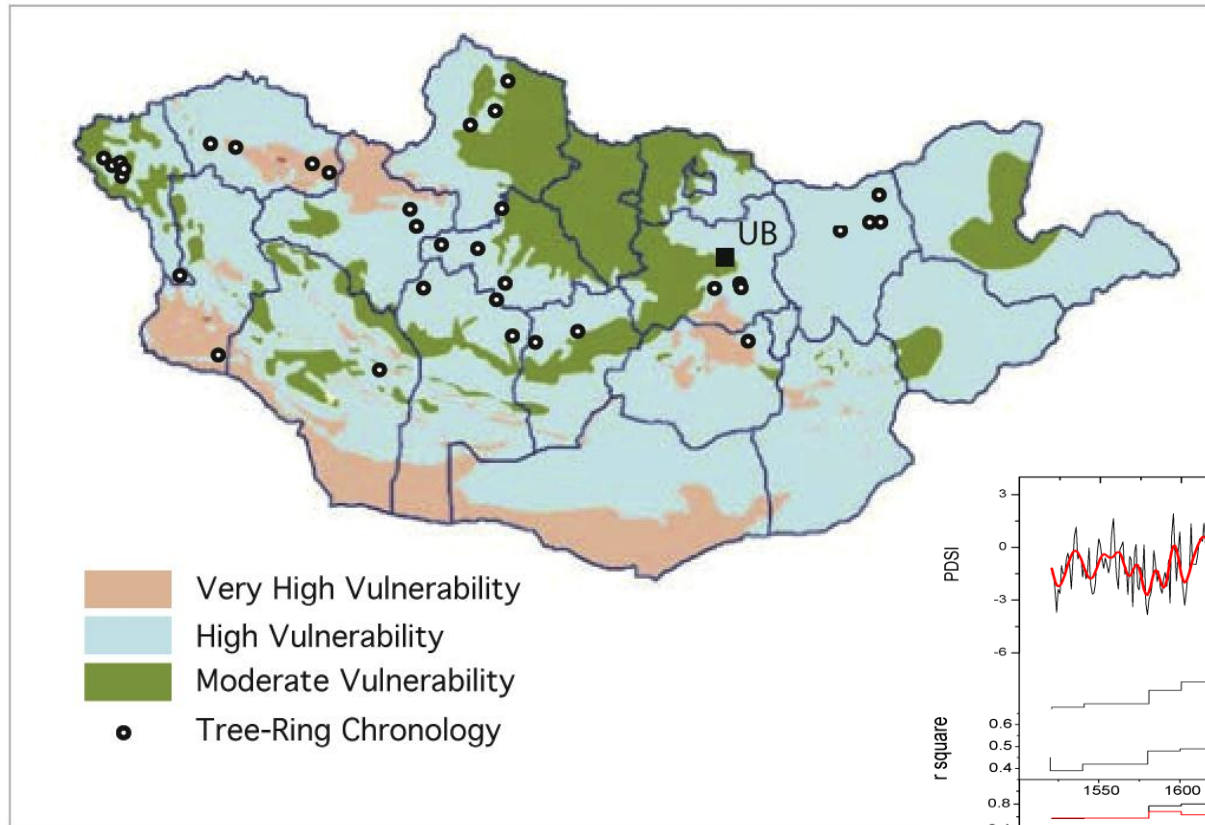 UB
Very High Vulnerability
High Vulnerability
Moderate Vulnerability
Tree-Ring Chronology
3
0
-3
-6
PDSI
0.6
0.5
0.4
r square
1550 1600
0.8